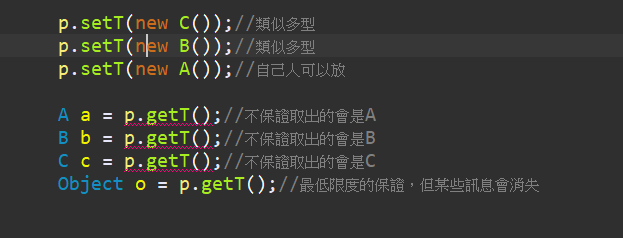 p.setT(new C());//類似多型
p.setT(new B());//類似多型
p.setT(new A());//自己人可以放
A a = p.getT();//不保證取出的會是A
B b = p.getT();//不保證取出的會是B
C c = p.getT();//不保證取出的會是C
Object o = p.getT();//最低限度的保證，但某些訊息會消失